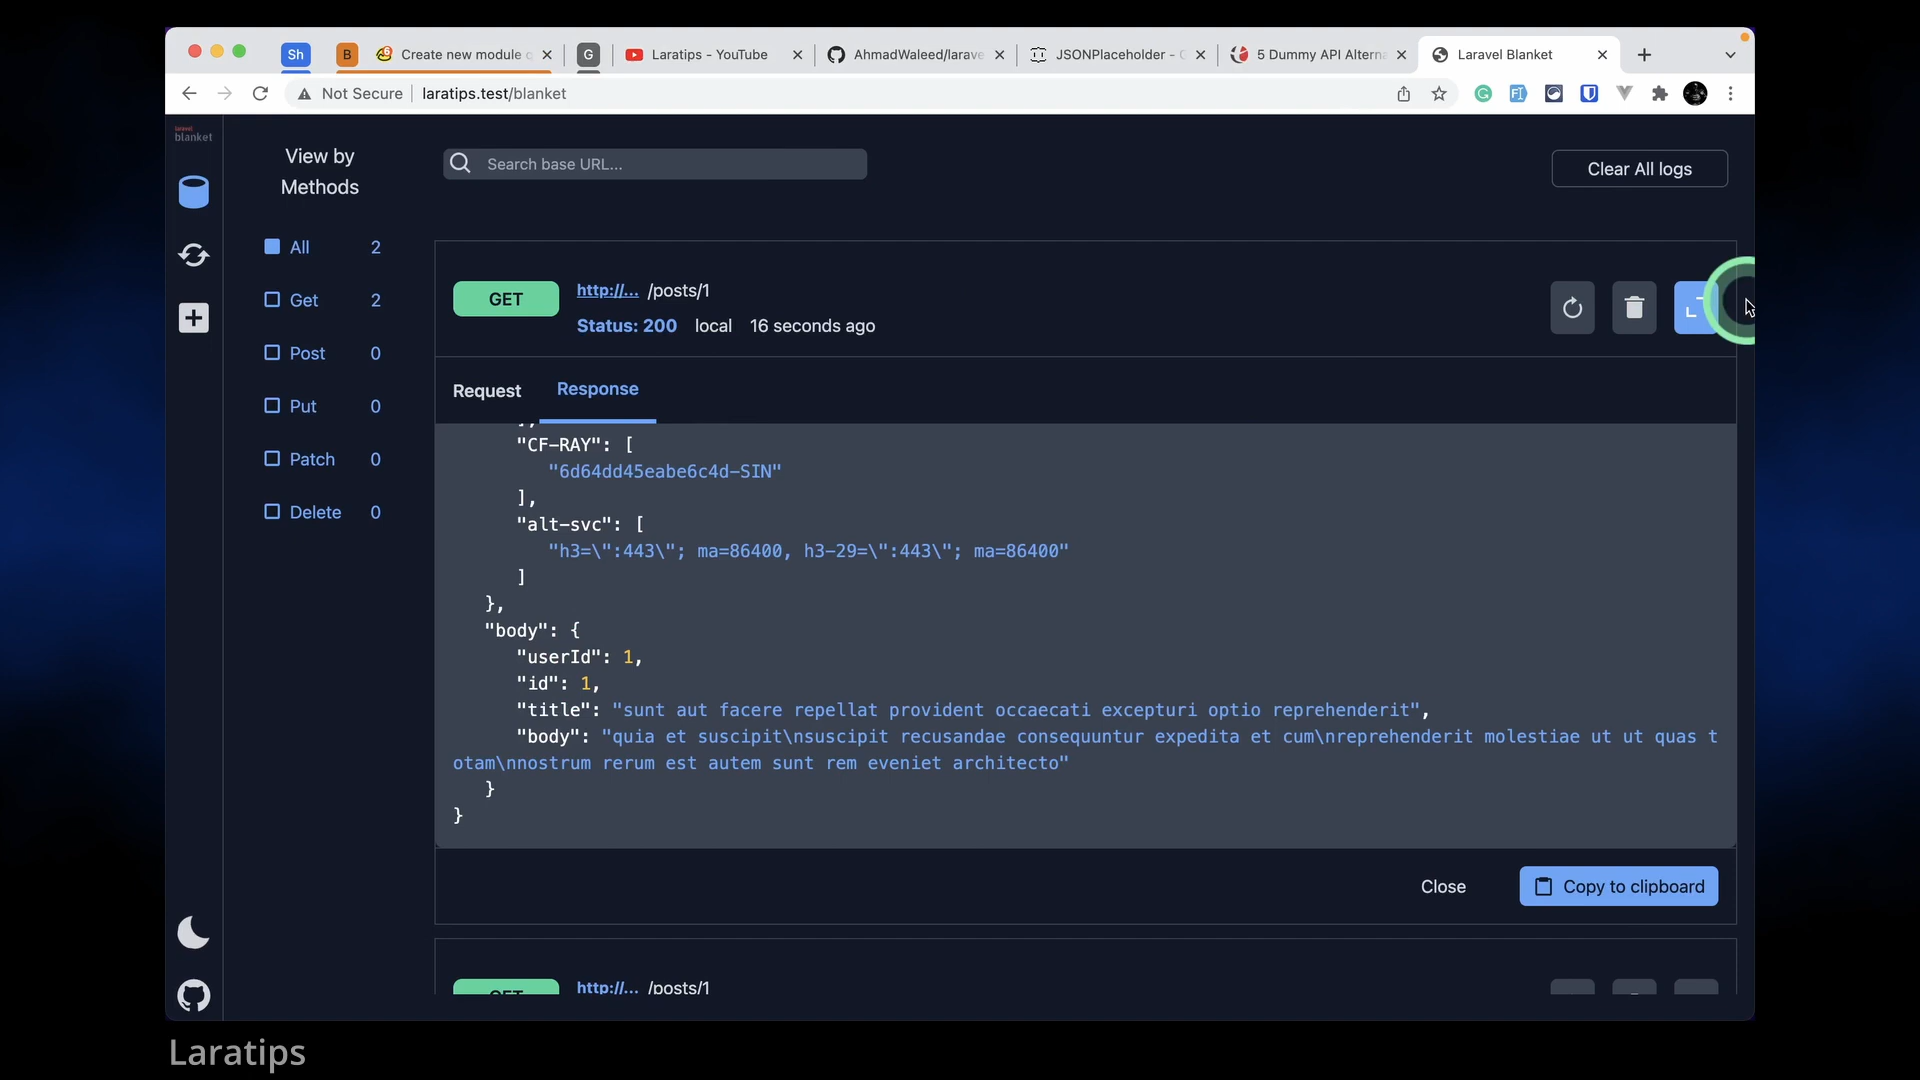 Sh
B
Create new module
G
Laratips - YouTube
AhmadWaleed/larave
JSONPlaceholder -
5 Dummy API Alterna
Laravel Blanket
Not Secure
laratips.test/blanket
laravel
blanket
View by
Methods
Search base URL...
Clear All logs
All 2
Get 2
Post 0
Put 0
Patch 0
Delete 0
GET
http://... /posts/1
Status: 200 local 16 seconds ago
Request
Response
"CF-RAY": [
"6d64dd45eabe6c4d-SIN"
],
"alt-svc": [
"h3=\":443\"; ma=86400, h3-29=\":443\"; ma=86400"
]
},
"body": {
"userId": 1,
"id": 1,
"title": "sunt aut facere repellat provident occaecati excepturi optio reprehenderit",
"body": "quia et suscipit\nsuscipit recusandae consequuntur expedita et cum\nreprehenderit molestiae ut ut quas t
otam\nnostrum rerum est autem sunt rem eveniet architecto"
}
}
Close
Copy to clipboard
GET
http://... /posts/1
Laratips